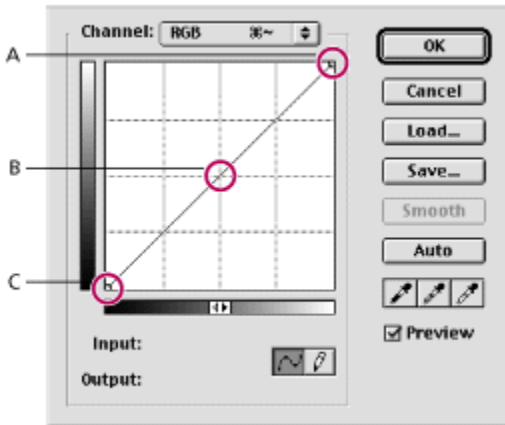 Channel: RGB ⌘~
A
OK
Cancel
Load...
B
Save...
Smooth
Auto
C
Preview
Input:
Output: